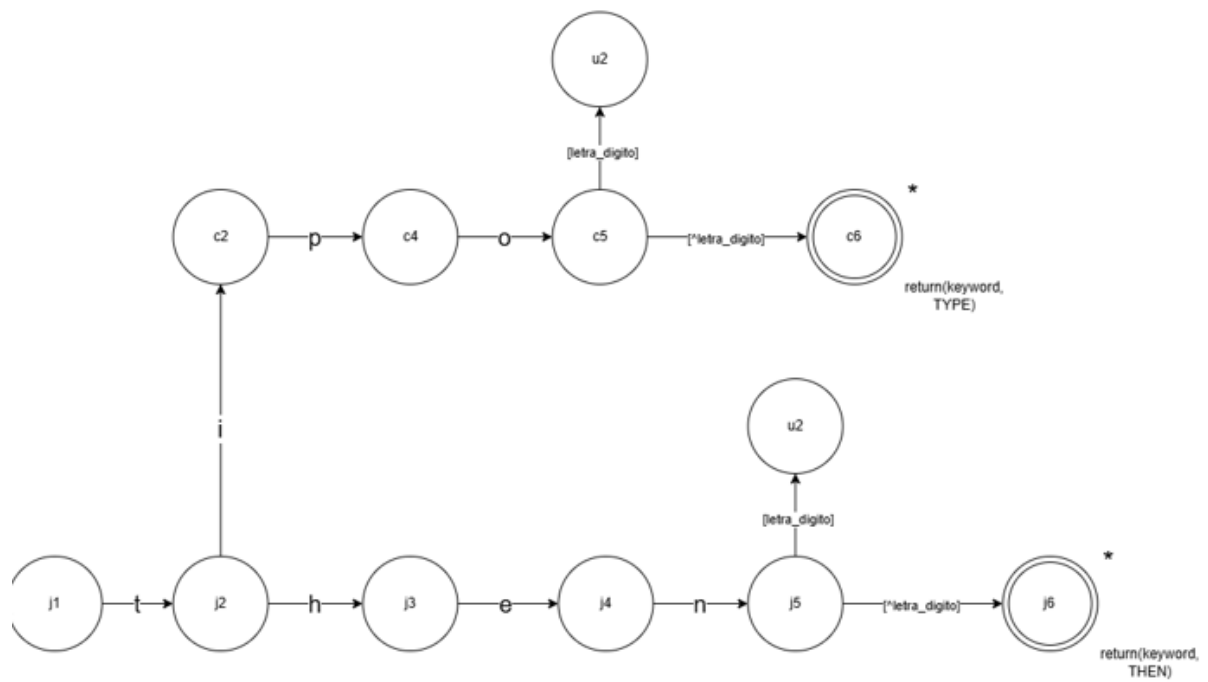 u2
[letra_digito]
*
c2 p c4 o c5 [^letra_digito] c6
return(keyword,
TYPE)
i
u2
[letra_digito]
*
j1 t j2 h j3 e j4 n j5 [^letra_digito] j6
return(keyword,
THEN)